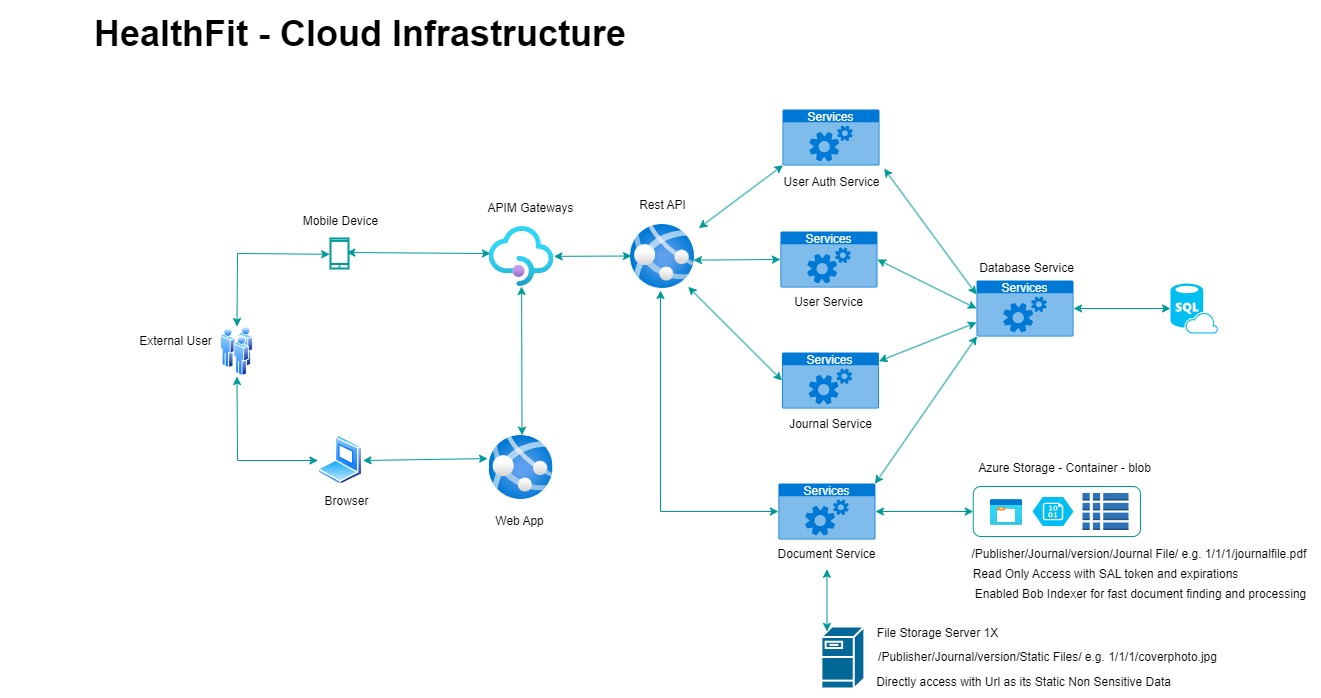 HealthFit - Cloud Infrastructure
Services
User Auth Service
Mobile Device
APIM Gateways
Rest API
Services
User Service
Database Service
Services
SQL
External User
Services
Journal Service
Browser
Web App
Services
Document Service
Azure Storage - Container - blob
10
01
/Publisher/Journal/version/Journal File/ e.g. 1/1/1/journalfile.pdf
Read Only Access with SAL token and expirations
Enabled Bob Indexer for fast document finding and processing
File Storage Server 1X
/Publisher/Journal/version/Static Files/ e.g. 1/1/1/coverphoto.jpg
Directly access with Url as its Static Non Sensitive Data